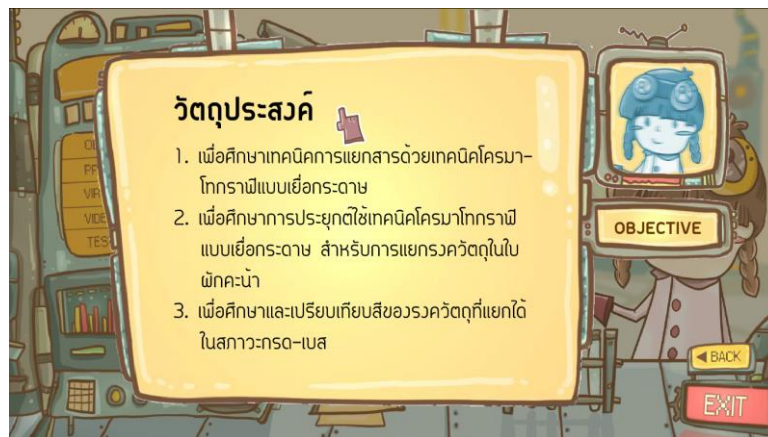 วัตถุประสงค์
1. เพื่อศึกษาเทคนิคการแยกสารด้วยเทคนิคโครมา-
โทกราฟีแบบเยื่อกระดาษ
2. เพื่อศึกษาการประยุกต์ใช้เทคนิคโครมาโทกราฟี
แบบเยื่อกระดาษ สำหรับการแยกรงควัตถุในใบ
ผักคะน้า
3. เพื่อศึกษาและเปรียบเทียบสีของรงควัตถุที่แยกได้
ในสภาวะกรด-เบส
OBJECTIVE
BACK
EXIT